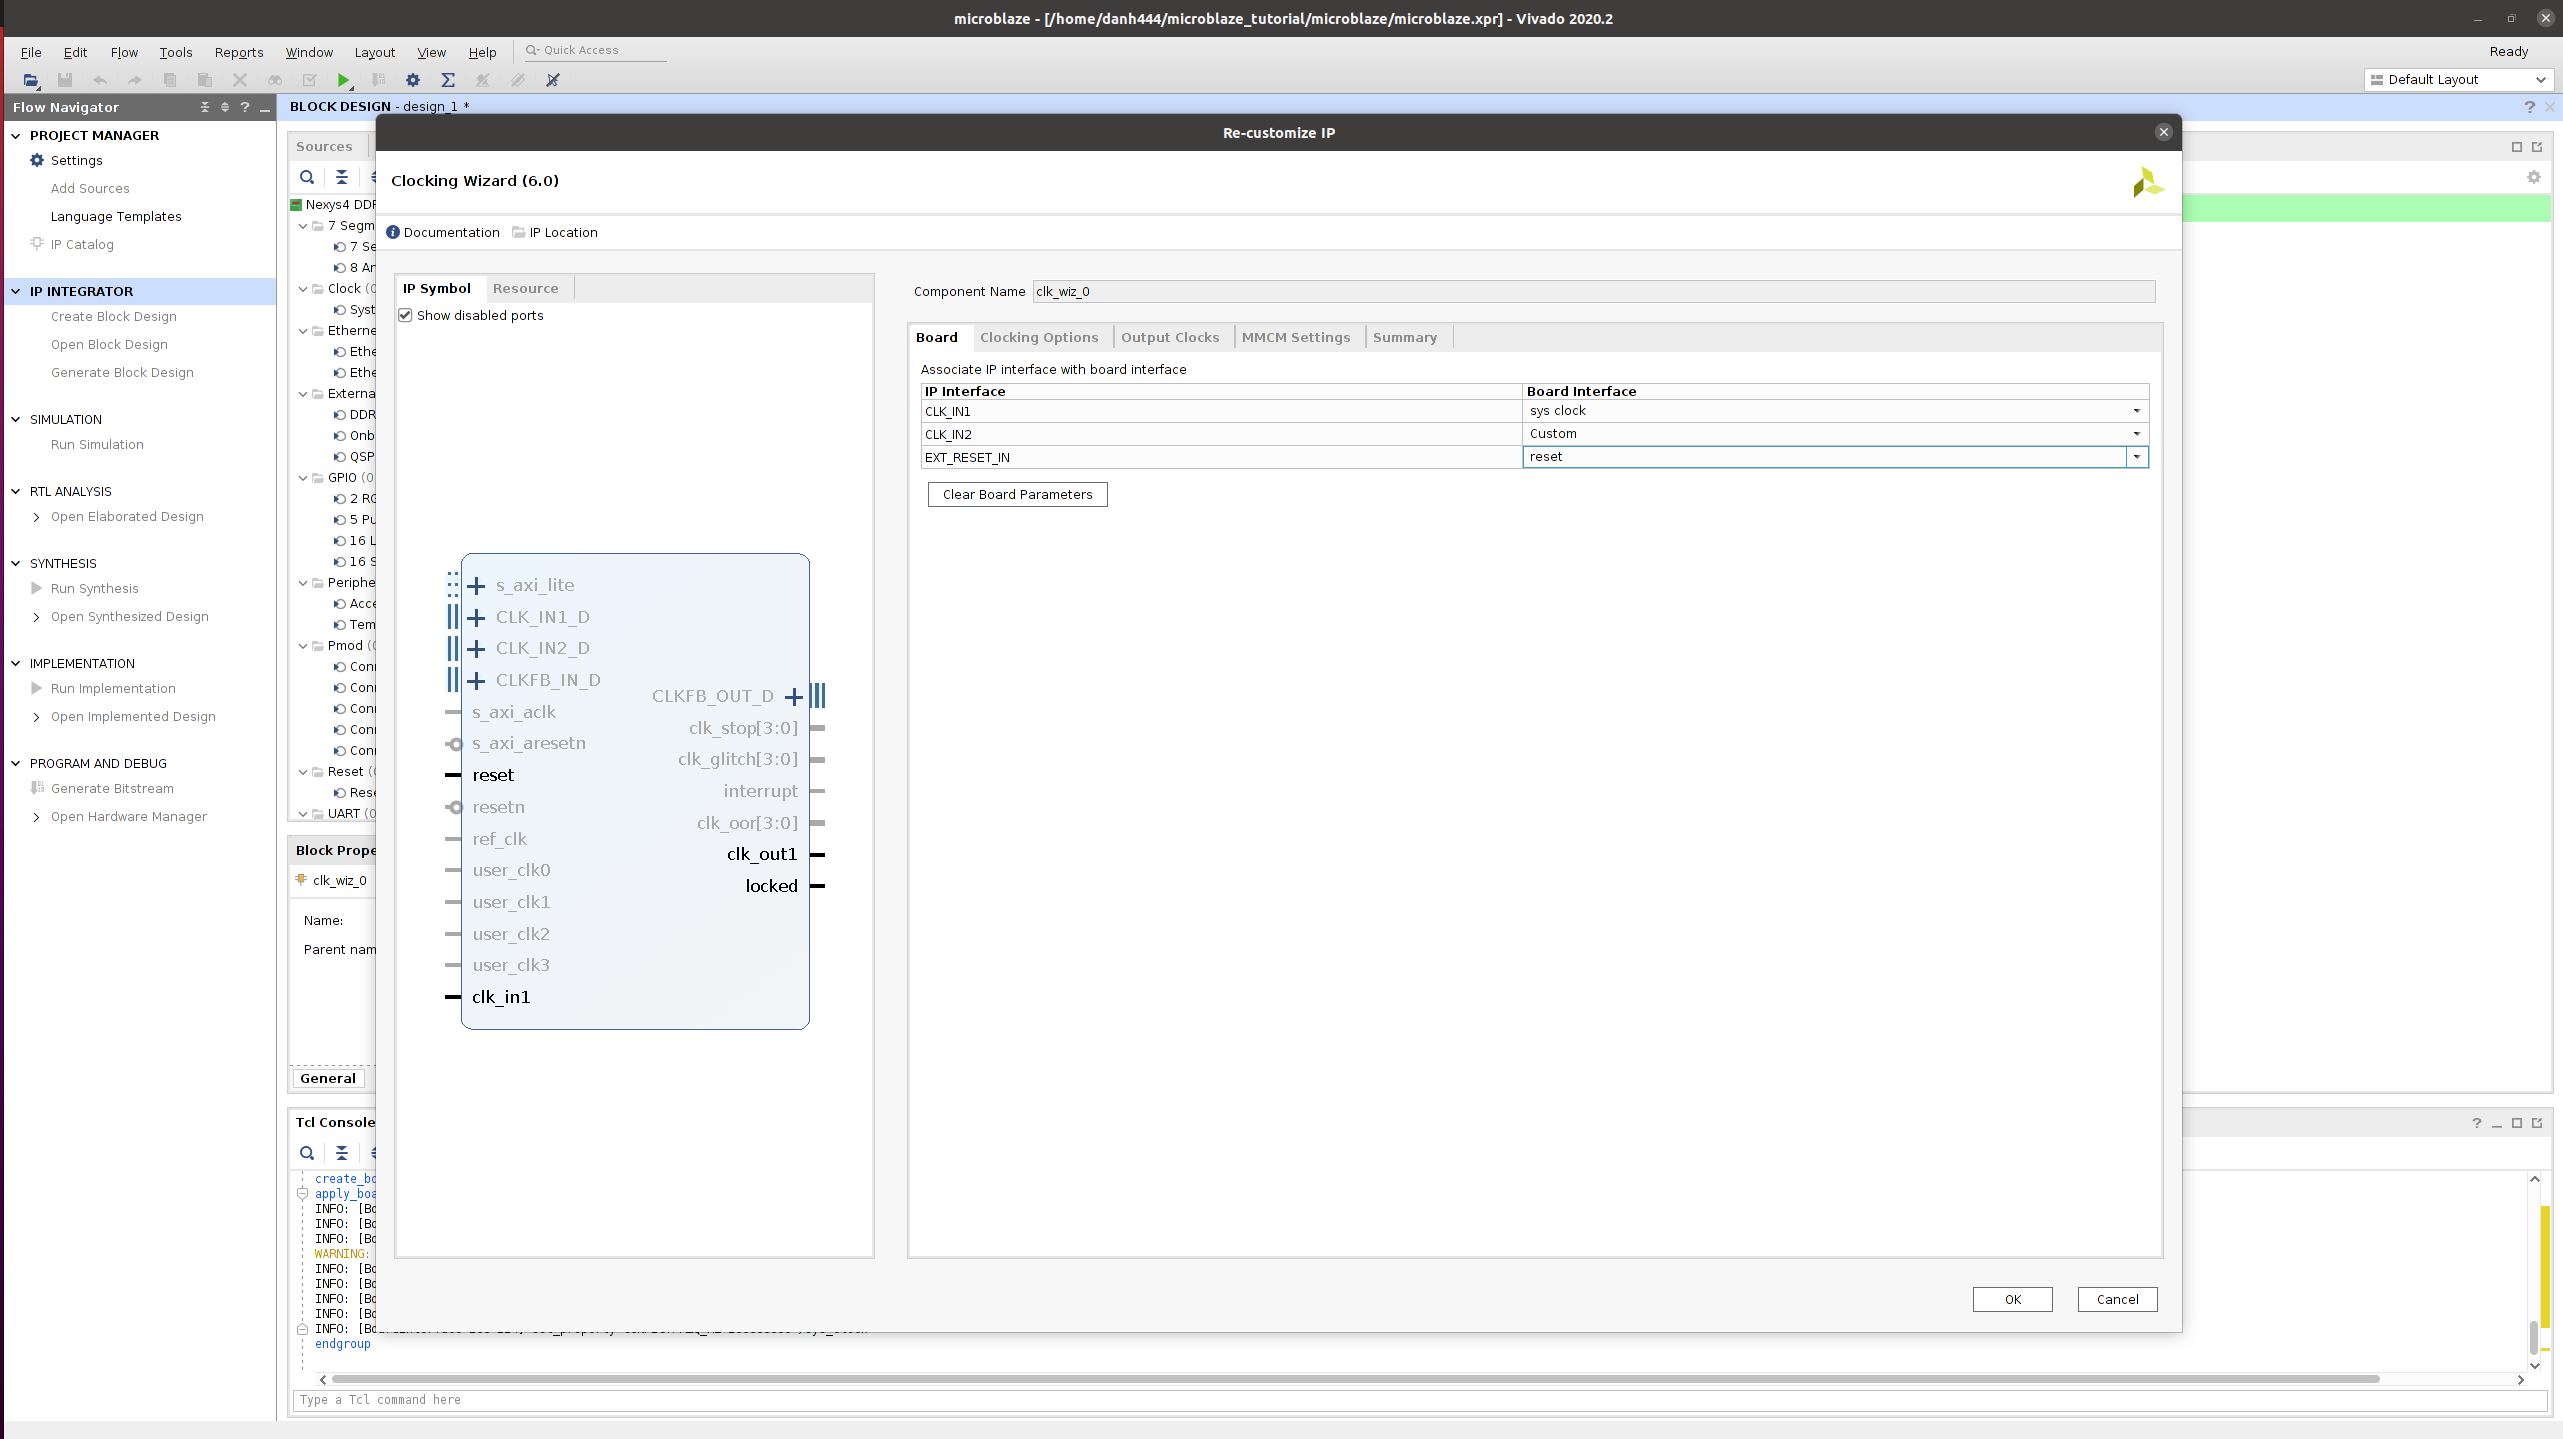 microblaze - [/home/danh444/microblaze_tutorial/microblaze/microblaze.xpr] - Vivado 2020.2
File Edit Flow Tools Reports Window Layout View Help Quick Access
Ready
Default Layout
Flow Navigator
PROJECT MANAGER
Settings
Add Sources
Language Templates
IP Catalog
IP INTEGRATOR
Create Block Design
Open Block Design
Generate Block Design
SIMULATION
Run Simulation
RTL ANALYSIS
Open Elaborated Design
SYNTHESIS
Run Synthesis
Open Synthesized Design
IMPLEMENTATION
Run Implementation
Open Implemented Design
PROGRAM AND DEBUG
Generate Bitstream
Open Hardware Manager
BLOCK DESIGN - design_1 *
Sources
Nexys4 DDR
7 Segm
7 Se
8 An
Clock (0
Syst
Etherne
Ethe
Ethe
Externa
DDR
Onb
QSP
GPIO (0
2 RG
5 Pu
16 L
16 S
Periphe
Acce
Tem
Pmod (0
Conn
Conn
Conn
Conn
Conn
Reset (0
Rese
UART (0
Block Prope
clk_wiz_0
Name:
Parent nam
General
Tcl Console
create_bo
apply_boa
INFO: [Bo
INFO: [Bo
INFO: [Bo
WARNING:
INFO: [Bo
INFO: [Bo
INFO: [Bo
INFO: [Bo
INFO: [Bo
endgroup
Type a Tcl command here
Re-customize IP
Clocking Wizard (6.0)
Documentation IP Location
IP Symbol Resource
Show disabled ports
s_axi_lite
CLK_IN1_D
CLK_IN2_D
CLKFB_IN_D
s_axi_aclk
s_axi_aresetn
reset
resetn
ref_clk
user_clk0
user_clk1
user_clk2
user_clk3
clk_in1
CLKFB_OUT_D
clk_stop[3:0]
clk_glitch[3:0]
interrupt
clk_oor[3:0]
clk_out1
locked
Component Name clk_wiz_0
Board Clocking Options Output Clocks MMCM Settings Summary
Associate IP interface with board interface
IP Interface Board Interface
CLK_IN1 sys clock
CLK_IN2 Custom
EXT_RESET_IN reset
Clear Board Parameters
OK Cancel